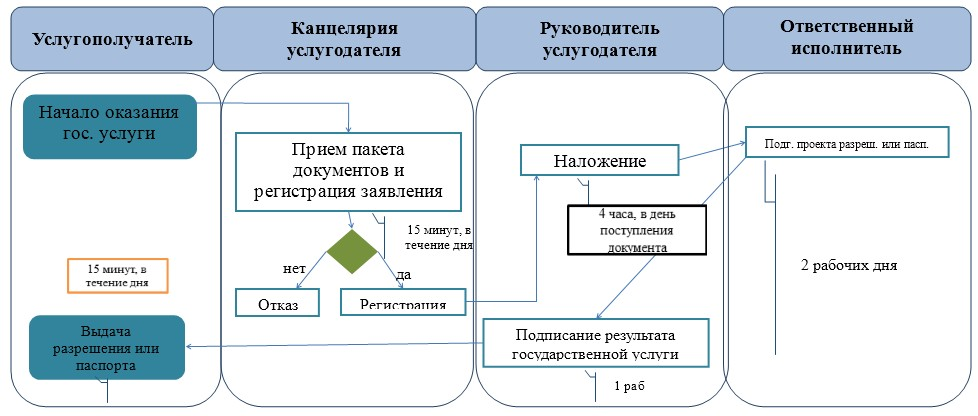 Услугополучатель
Канцелярия
услугодателя
Руководитель
услугодателя
Ответственный
исполнитель
Начало оказания
гос. услуги
Прием пакета
документов и
регистрация заявления
15 минут, в
течение дня
нет
да
Отказ
Регистрация
Наложение
4 часа, в день
поступления
документа
Подг. проекта разреш. или пасп.
2 рабочих дня
Подписание результата
государственной услуги
1 раб
15 минут, в
течение дня
Выдача
разрешения или
паспорта